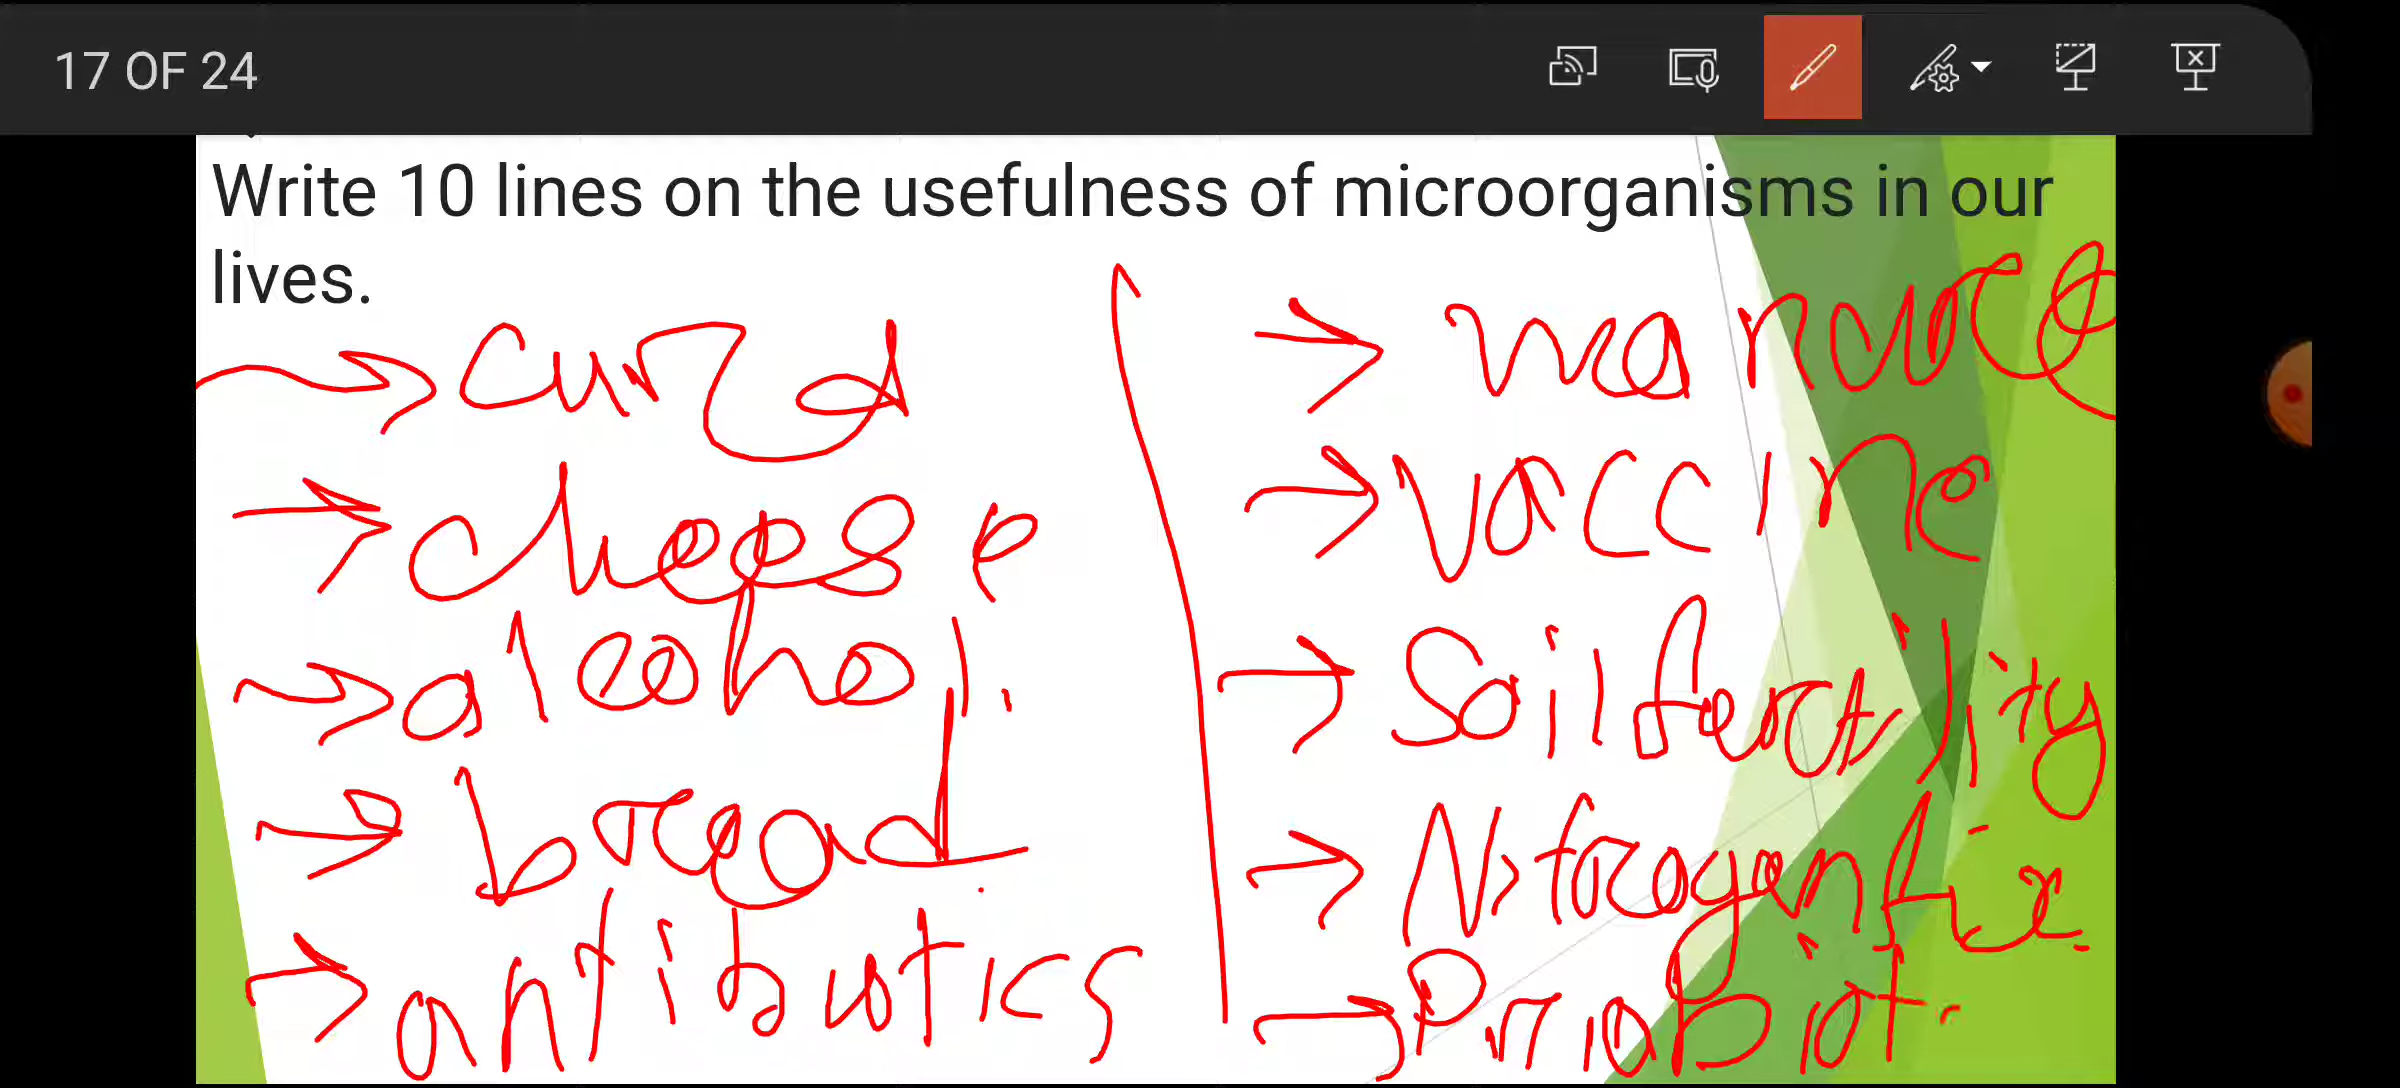 17 OF 24
Write 10 lines on the usefulness of microorganisms in our
lives.
→ curd
→ cheese
→ alcohol
→ bread
→ antibiotics
→ vaccine
→ Soil fertility
→ Nitrogen fix